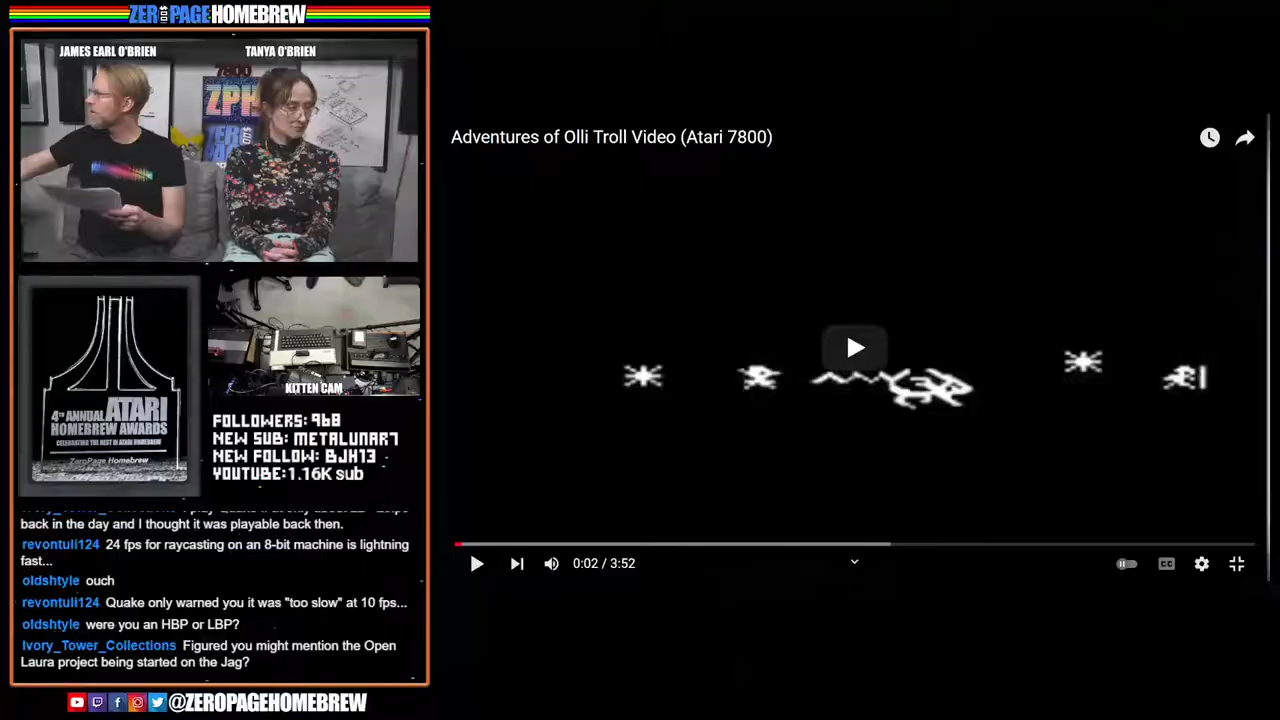 ZEROPAGE HOMEBREW
JAMES EARL O'BRIEN
TANYA O'BRIEN
7800
ZPH
Adventures of Olli Troll Video (Atari 7800)
4TH ANNUAL ATARI
HOMEBREW AWARDS
CELEBRATING THE BEST IN ATARI HOMEBREW
ZeroPage Homebrew
KITTEN CAM
FOLLOWERS: 968
NEW SUB: METALUNAR7
NEW FOLLOW: BJH13
YOUTUBE: 1.16K sub
0:02 / 3:52
CC
back in the day and I thought it was playable back then.
revontuli124 24 fps for raycasting on an 8-bit machine is lightning
fast...
oldshtyle ouch
revontuli124 Quake only warned you it was "too slow" at 10 fps...
oldshtyle were you an HBP or LBP?
Ivory_Tower_Collections Figured you might mention the Open
Laura project being started on the Jag?
@ZEROPAGEHOMEBREW